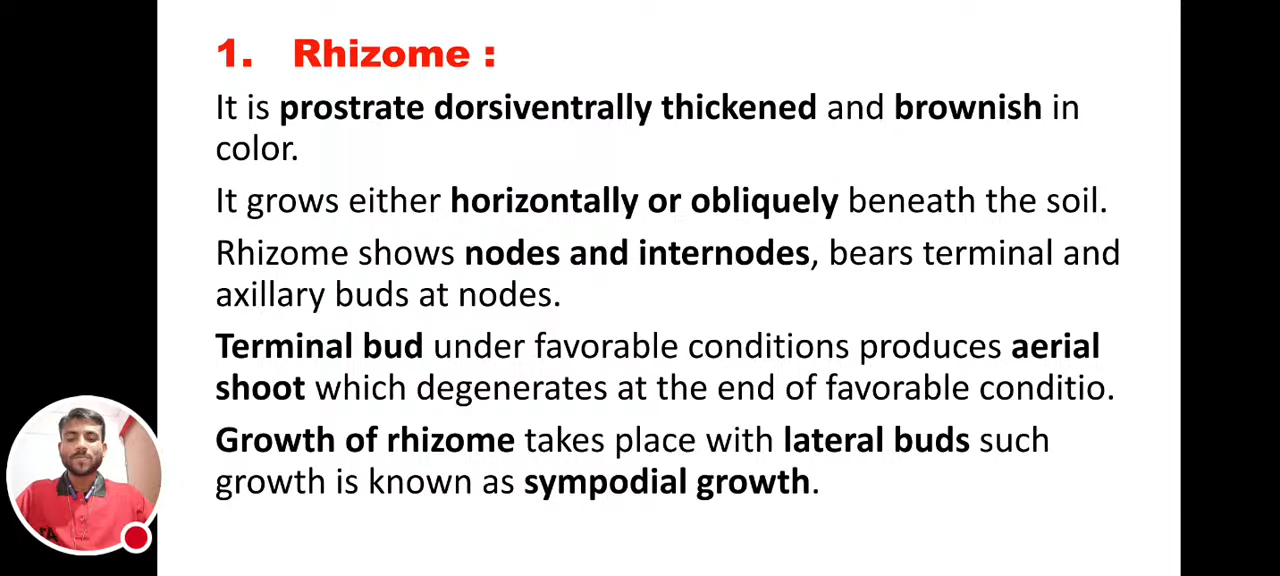 1. Rhizome :
It is prostrate dorsiventrally thickened and brownish in
color.
It grows either horizontally or obliquely beneath the soil.
Rhizome shows nodes and internodes, bears terminal and
axillary buds at nodes.
Terminal bud under favorable conditions produces aerial
shoot which degenerates at the end of favorable conditio.
Growth of rhizome takes place with lateral buds such
growth is known as sympodial growth.